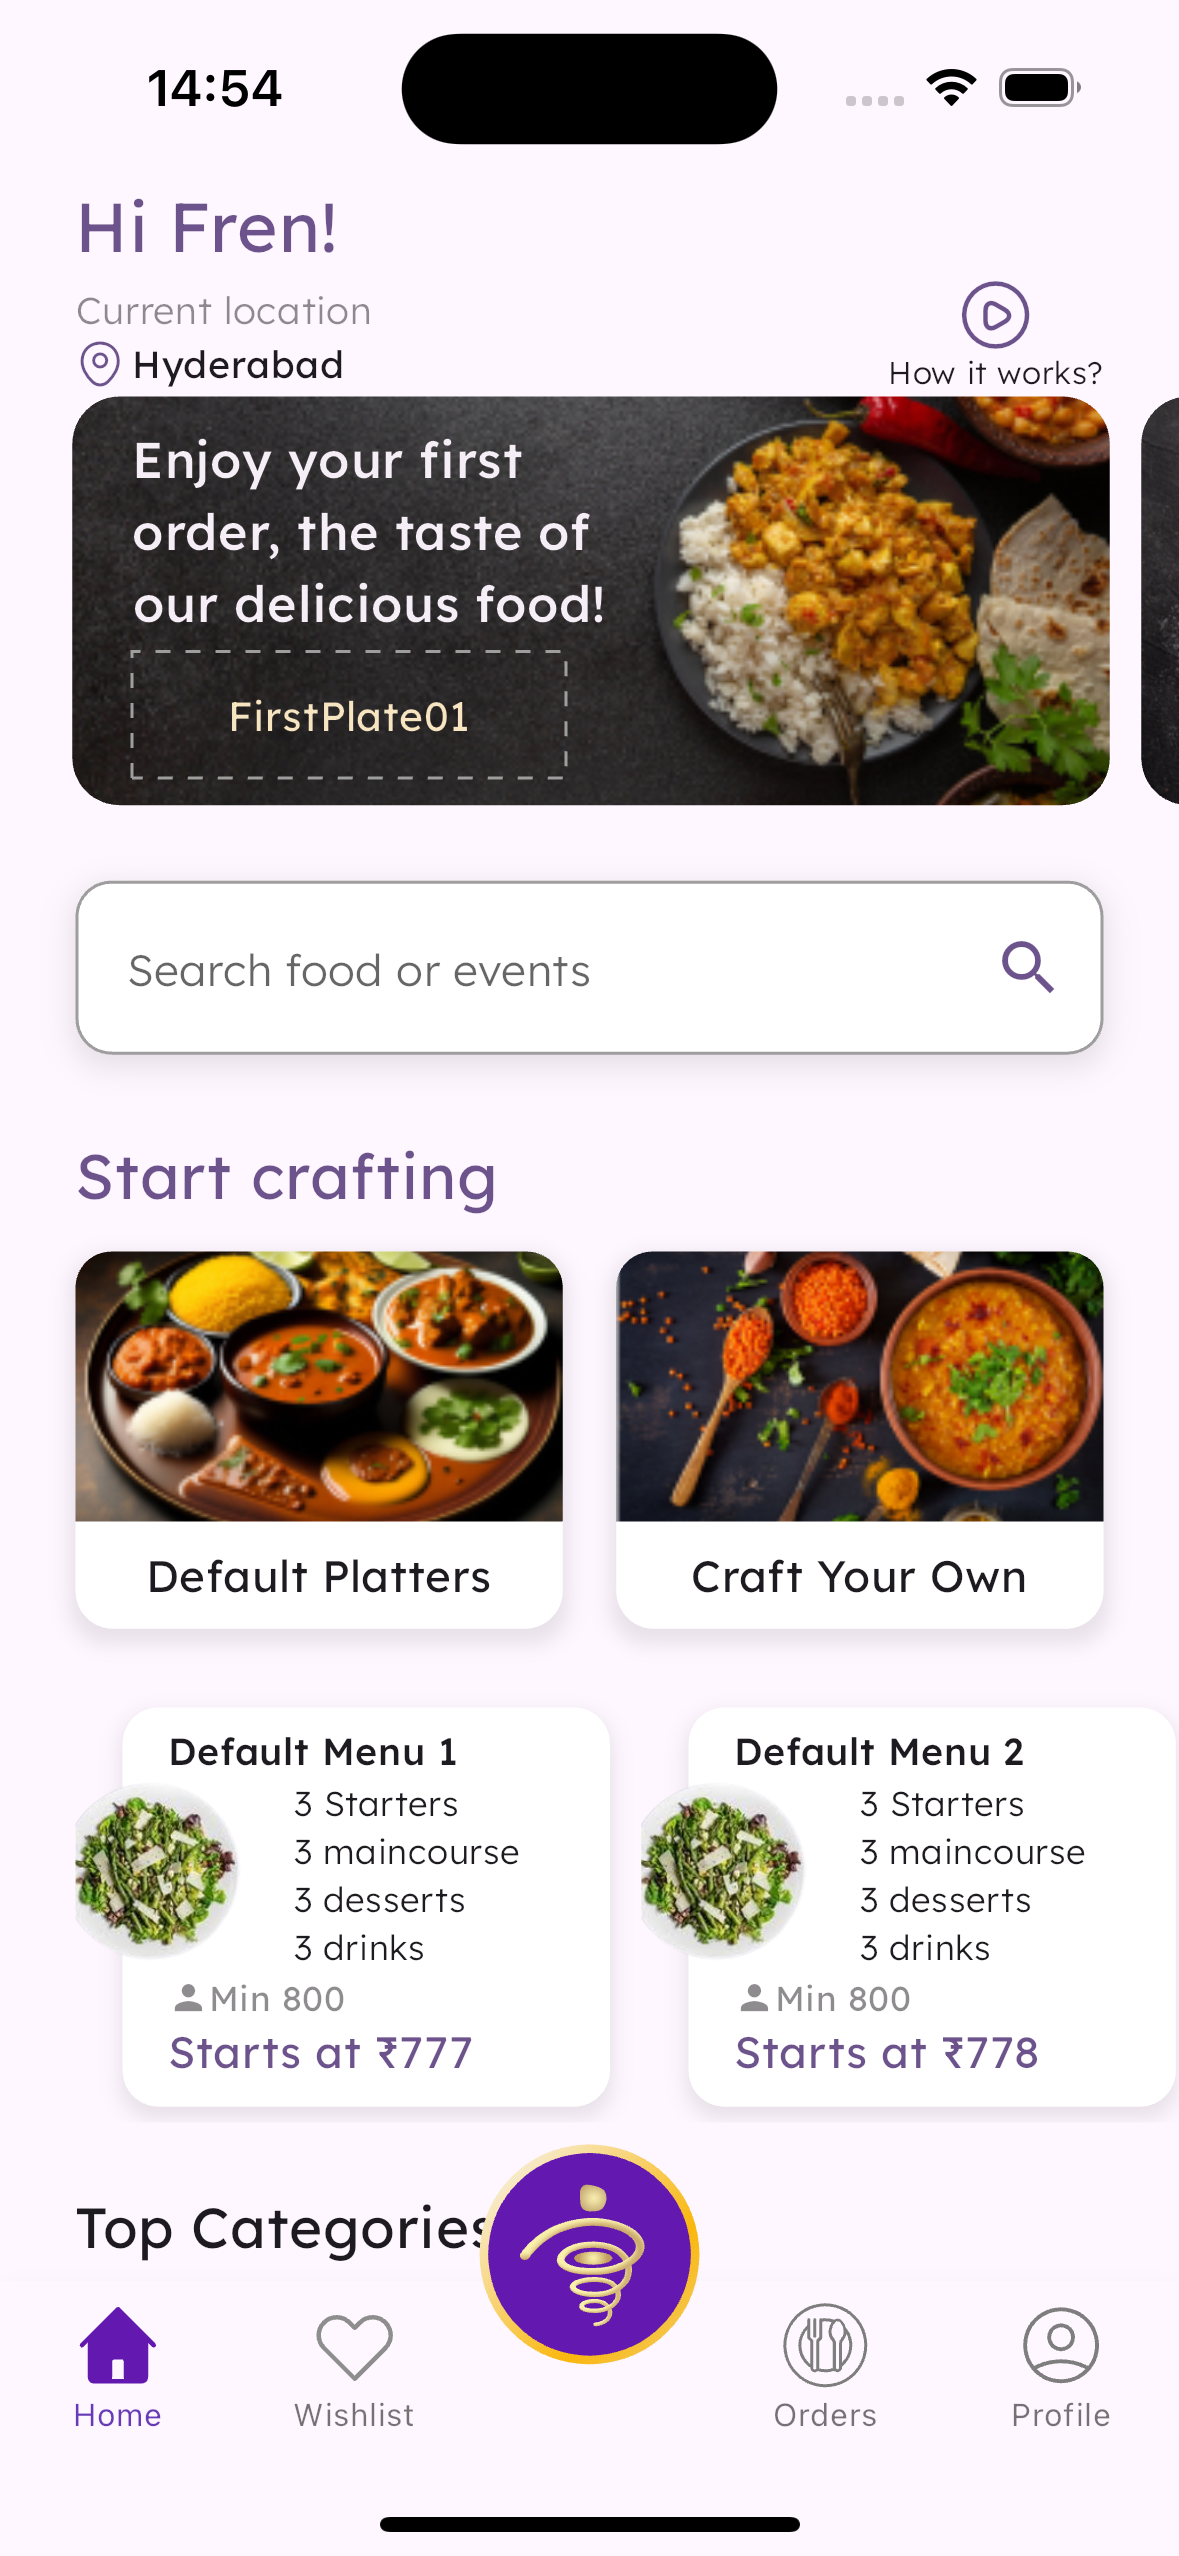 14:54
Hi Fren!
Current location
Hyderabad
How it works?
Enjoy your first
order, the taste of
our delicious food!
FirstPlate01
Search food or events
Start crafting
Default Platters
Craft Your Own
Default Menu 1
3 Starters
3 maincourse
3 desserts
3 drinks
Min 800
Starts at ₹777
Default Menu 2
3 Starters
3 maincourse
3 desserts
3 drinks
Min 800
Starts at ₹778
Top Categories
Home
Wishlist
Orders
Profile